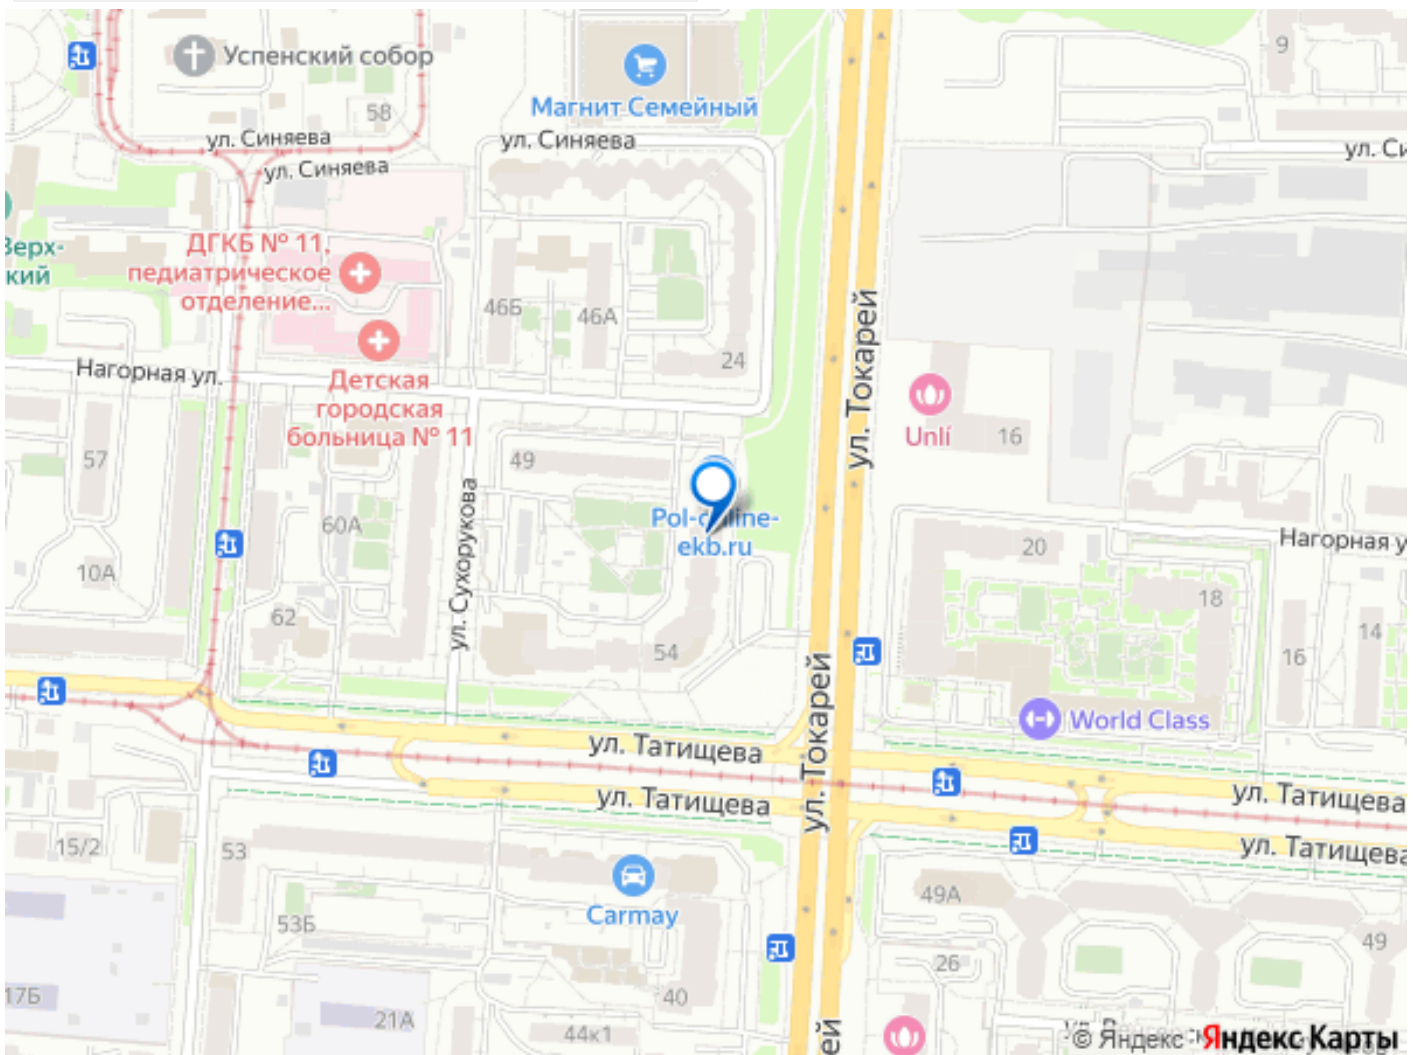 Успенский собор
9
Магнит Семейный
58
ул. Синяева
ул. Синяева
ул. Си
ул. Синяева
Верх-
кий
ДГКБ № 11,
педиатрическое
отделение...
46Б
46А
24
ул. Токарей
Нагорная ул.
Детская
городская
больница № 11
Unlí
16
57
49
60А
ул. Сухорукова
Pol-online-
ekb.ru
20
Нагорная у
10А
18
62
54
14
16
ул. Токарей
World Class
ул. Татищева
ул. Татищева
ул. Татищева
ул. Татищева
15/2
53
Carmay
49А
53Б
49
26
17Б
40
21А
44к1
ей
© Яндекс Яндекс Карты